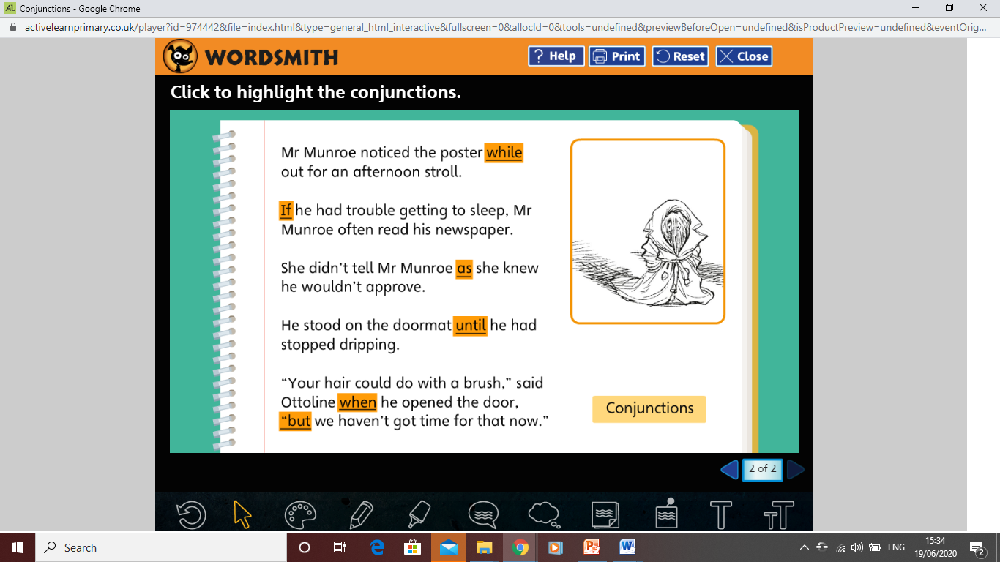 AL Conjunctions - Google Chrome
activelearnprimary.co.uk/player?id=974442&file=index.html&type=general_html_interactive&fullscreen=0&allocId=0&tools=undefined&previewBeforeOpen=undefined&isProductPreview=undefined&eventOrig...
WORDSMITH
? Help
Print
Reset
Close
Click to highlight the conjunctions.
Mr Munroe noticed the poster while
out for an afternoon stroll.
If he had trouble getting to sleep, Mr
Munroe often read his newspaper.
She didn’t tell Mr Munroe as she knew
he wouldn’t approve.
He stood on the doormat until he had
stopped dripping.
“Your hair could do with a brush,” said
Ottoline when he opened the door,
“but we haven’t got time for that now.”
Conjunctions
2 of 2
T
TT
Search
ENG
15:34
19/06/2020
2